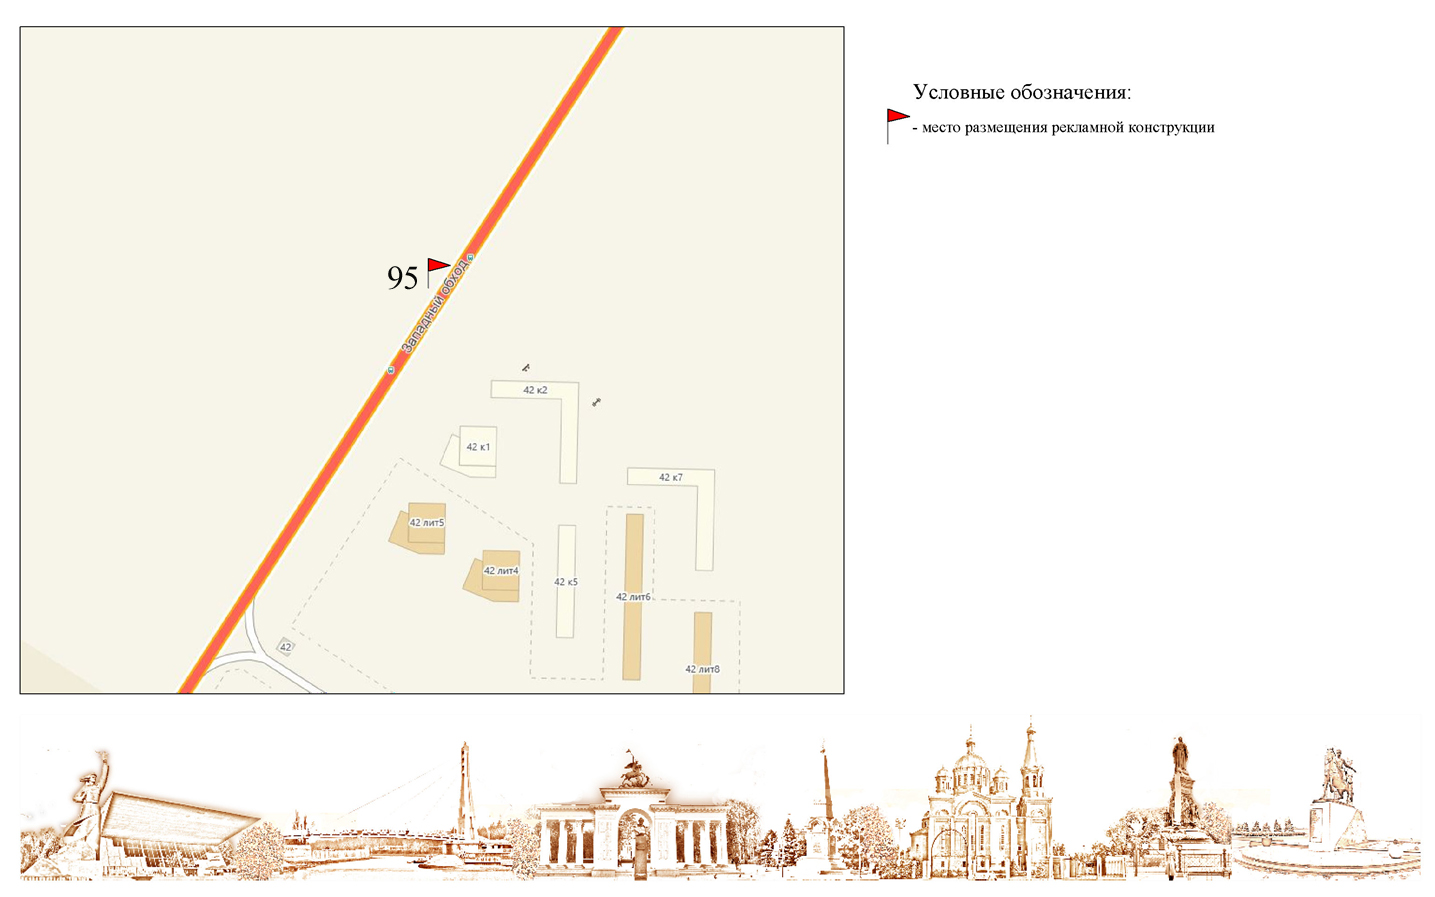 Условные обозначения:
- место размещения рекламной конструкции
95
Западный обход
42 к2
42 к1
42 к7
42 лит5
42 лит4
42 к5
42 лит6
42
42 лит8